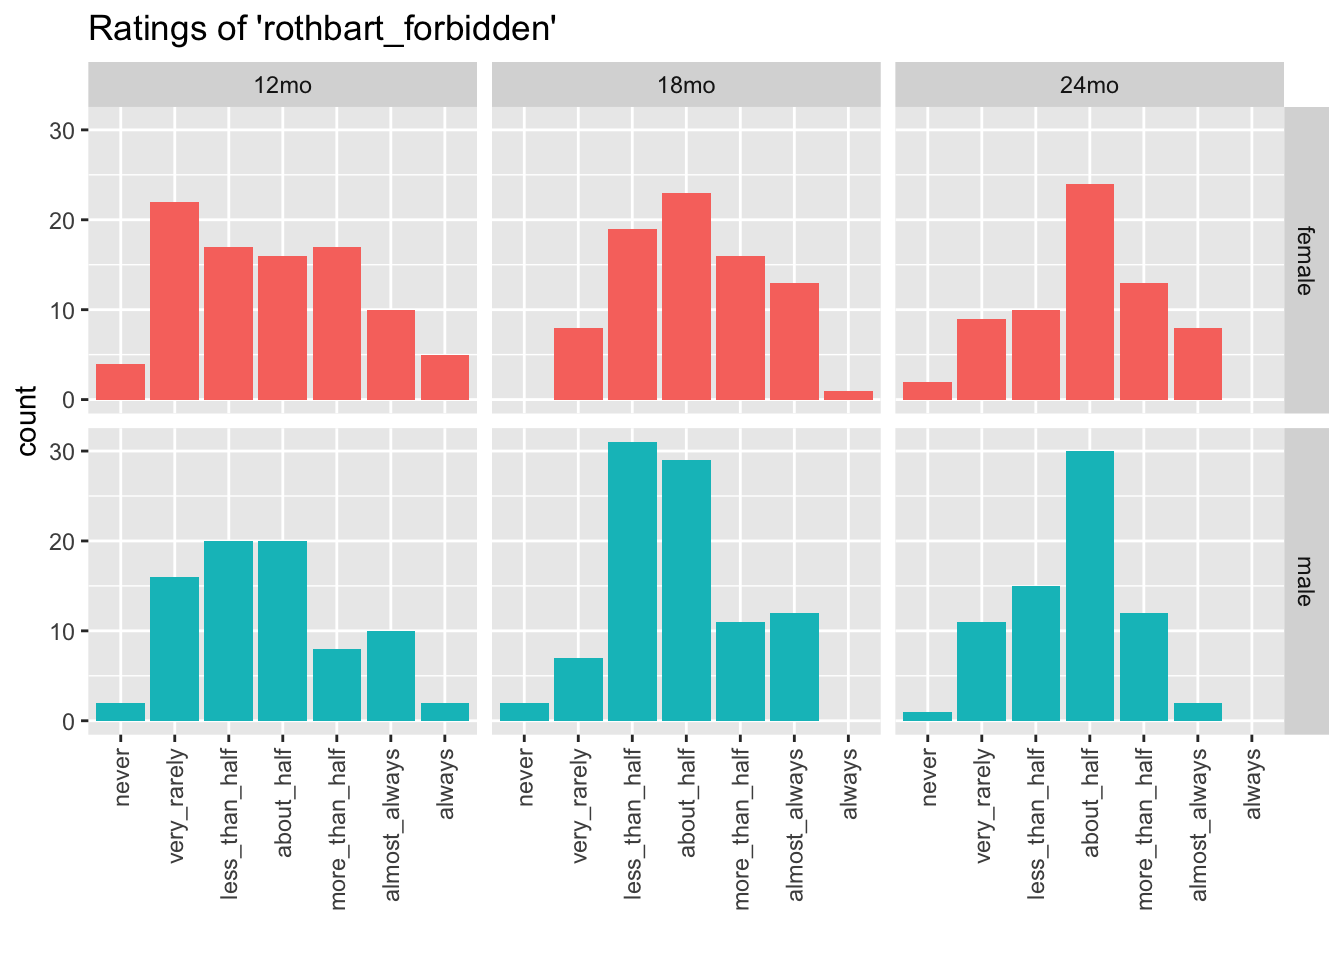 Ratings of 'rothbart_forbidden'
12mo 18mo 24mo
30
20
10
0
female
count
30
20
10
0
male
never very_rarely less_than_half about_half more_than_half almost_always always never very_rarely less_than_half about_half more_than_half almost_always always never very_rarely less_than_half about_half more_than_half almost_always always